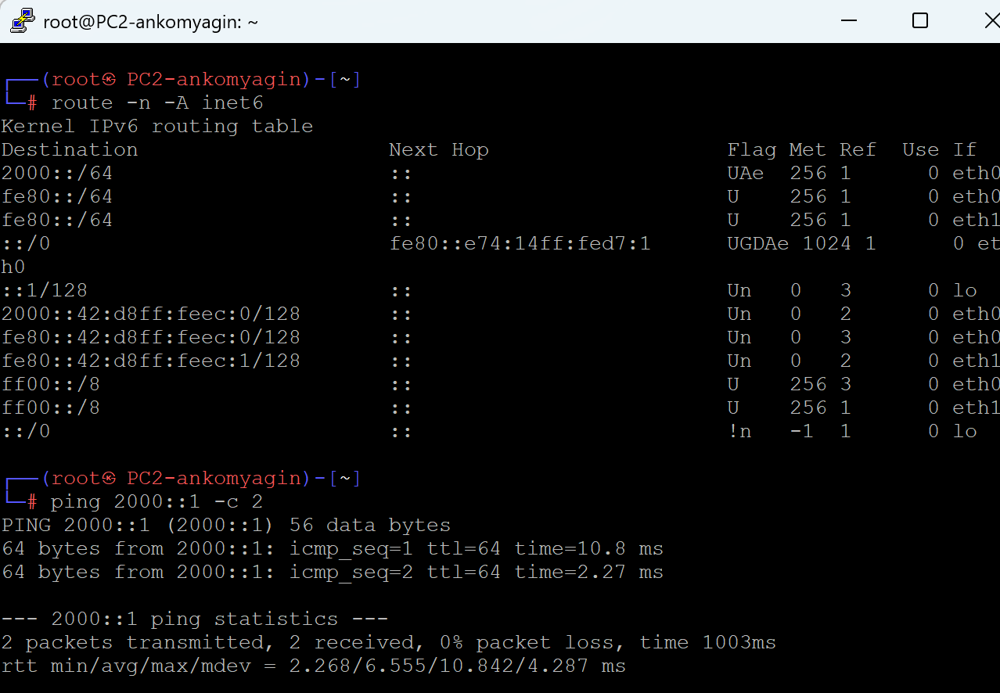 root@PC2-ankomyagin: ~
┌──(root㉿ PC2-ankomyagin)-[~]
└─# route -n -A inet6
Kernel IPv6 routing table
Destination                    Next Hop                   Flag Met Ref  Use If
2000::/64                      ::                         UAe  256 1      0 eth0
fe80::/64                      ::                         U    256 1      0 eth0
fe80::/64                      ::                         U    256 1      0 eth1
::/0                           fe80::e74:14ff:fed7:1      UGDAe 1024 1      0 et
h0
::1/128                        ::                         Un   0   3      0 lo
2000::42:d8ff:feec:0/128       ::                         Un   0   2      0 eth0
fe80::42:d8ff:feec:0/128       ::                         Un   0   3      0 eth0
fe80::42:d8ff:feec:1/128       ::                         Un   0   2      0 eth1
ff00::/8                       ::                         U    256 3      0 eth0
ff00::/8                       ::                         U    256 1      0 eth1
::/0                           ::                         !n   -1  1      0 lo
┌──(root㉿ PC2-ankomyagin)-[~]
└─# ping 2000::1 -c 2
PING 2000::1 (2000::1) 56 data bytes
64 bytes from 2000::1: icmp_seq=1 ttl=64 time=10.8 ms
64 bytes from 2000::1: icmp_seq=2 ttl=64 time=2.27 ms
--- 2000::1 ping statistics ---
2 packets transmitted, 2 received, 0% packet loss, time 1003ms
rtt min/avg/max/mdev = 2.268/6.555/10.842/4.287 ms